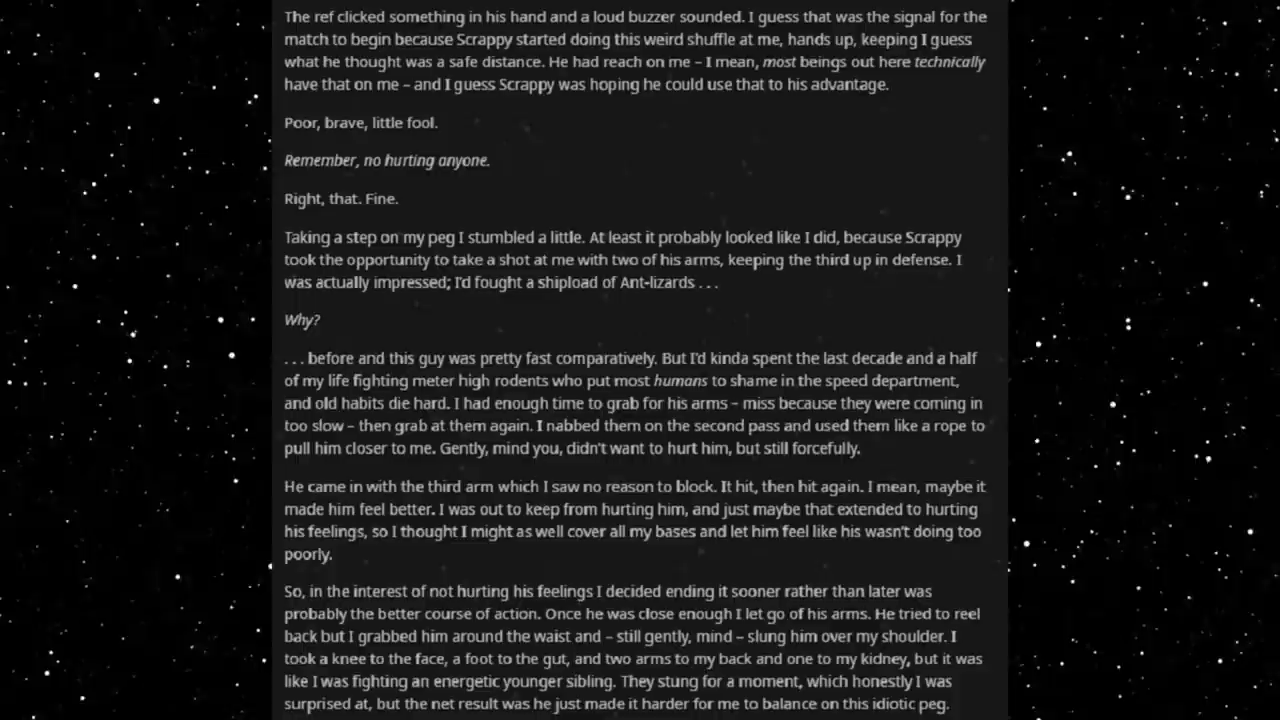 The ref clicked something in his hand and a loud buzzer sounded. I guess that was the signal for the
match to begin because Scrappy started doing this weird shuffle at me, hands up, keeping I guess
what he thought was a safe distance. He had reach on me – I mean, most beings out here technically
have that on me – and I guess Scrappy was hoping he could use that to his advantage.
Poor, brave, little fool.
Remember, no hurting anyone.
Right, that. Fine.
Taking a step on my peg I stumbled a little. At least it probably looked like I did, because Scrappy
took the opportunity to take a shot at me with two of his arms, keeping the third up in defense. I
was actually impressed; I'd fought a shipload of Ant-lizards . . .
Why?
. . . before and this guy was pretty fast comparatively. But I'd kinda spent the last decade and a half
of my life fighting meter high rodents who put most humans to shame in the speed department,
and old habits die hard. I had enough time to grab for his arms – miss because they were coming in
too slow – then grab at them again. I nabbed them on the second pass and used them like a rope to
pull him closer to me. Gently, mind you, didn't want to hurt him, but still forcefully.
He came in with the third arm which I saw no reason to block. It hit, then hit again. I mean, maybe it
made him feel better. I was out to keep from hurting him, and just maybe that extended to hurting
his feelings, so I thought I might as well cover all my bases and let him feel like his wasn't doing too
poorly.
So, in the interest of not hurting his feelings I decided ending it sooner rather than later was
probably the better course of action. Once he was close enough I let go of his arms. He tried to reel
back but I grabbed him around the waist and – still gently, mind – slung him over my shoulder. I
took a knee to the face, a foot to the gut, and two arms to my back and one to my kidney, but it was
like I was fighting an energetic younger sibling. They stung for a moment, which honestly I was
surprised at, but the net result was he just made it harder for me to balance on this idiotic peg.